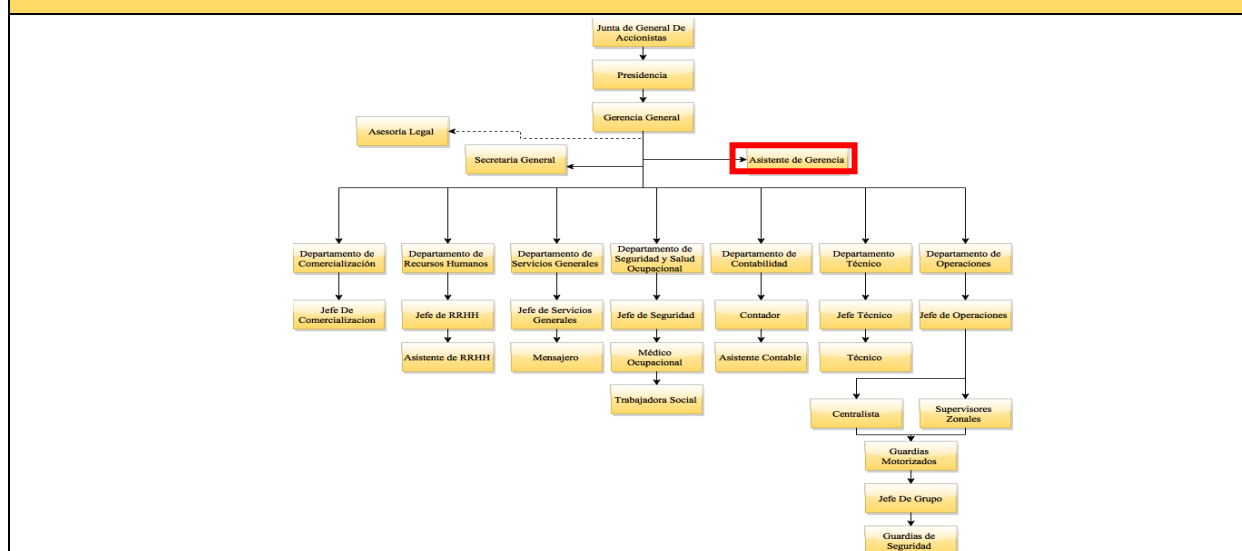 Junta de General De
Accionistas
Presidencia
Gerencia General
Asesoría Legal
Secretaria General
Asistente de Gerencia
Departamento de
Comercialización
Departamento de
Recursos Humanos
Departamento de
Servicios Generales
Departamento de
Seguridad y Salud
Ocupacional
Departamento de
Contabilidad
Departamento
Técnico
Departamento de
Operaciones
Jefe De
Comercializacion
Jefe de RRHH
Jefe de Servicios
Generales
Jefe de Seguridad
Contador
Jefe Técnico
Jefe de Operaciones
Asistente de RRHH
Mensajero
Médico
Ocupacional
Asistente Contable
Técnico
Trabajadora Social
Centralista
Supervisores
Zonales
Guardias
Motorizados
Jefe De Grupo
Guardias de
Seguridad